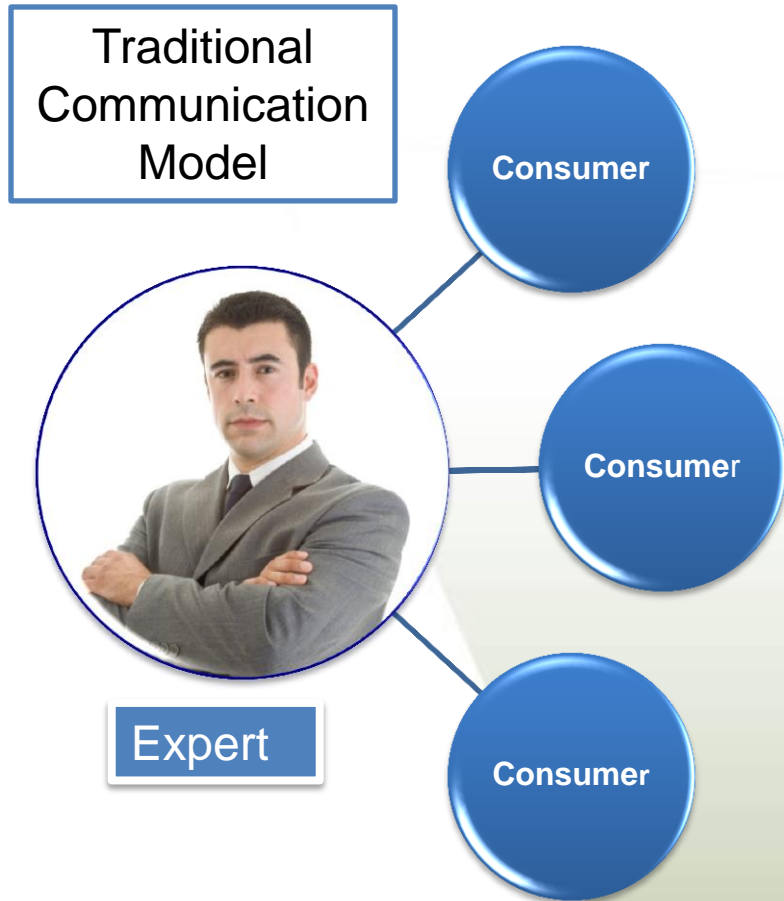 Traditional
Communication
Model
Consumer
Consumer
Expert
Consumer